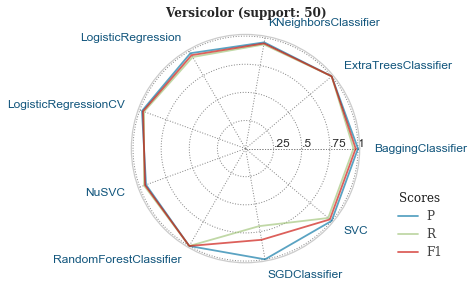 Versicolor (support: 50)
KNeighborsClassifier
LogisticRegression
ExtraTreesClassifier
LogisticRegressionCV
.25 .5 .75 1
BaggingClassifier
NuSVC
Scores
P
R
F1
SVC
RandomForestClassifier
SGDClassifier